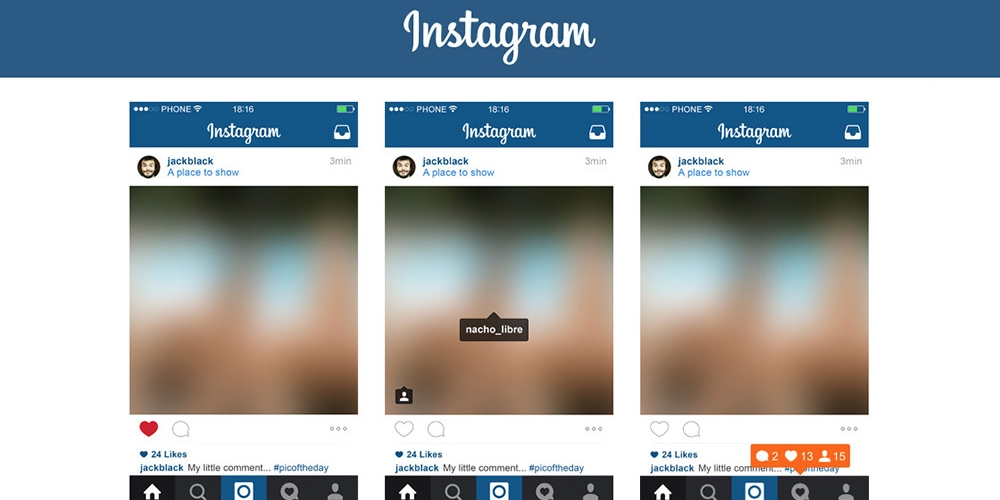 Instagram
PHONE 18:16
Instagram
jackblack 3min
A place to show
24 Likes
jackblack My little comment... #picoftheday
PHONE 18:16
Instagram
jackblack 3min
A place to show
nacho_libre
24 Likes
jackblack My little comment... #picoftheday
PHONE 18:16
Instagram
jackblack 3min
A place to show
2 13 15
24 Likes
jackblack My little comment... #picoftheday